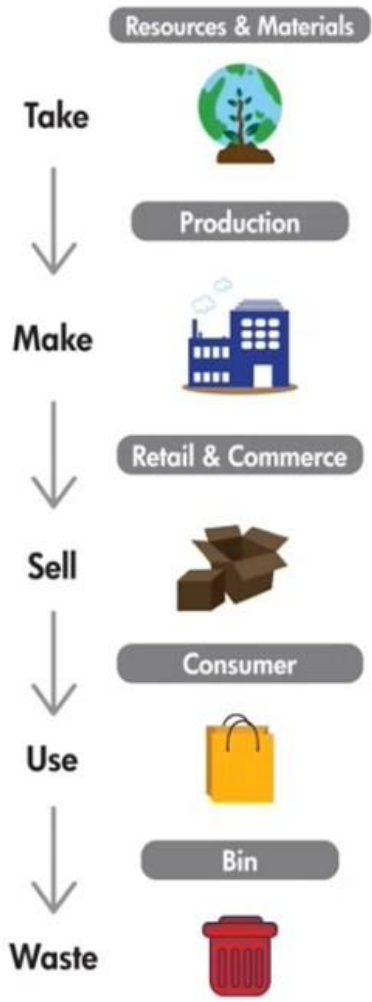 Resources & Materials
Take
Production
Make
Retail & Commerce
Sell
Consumer
Use
Bin
Waste